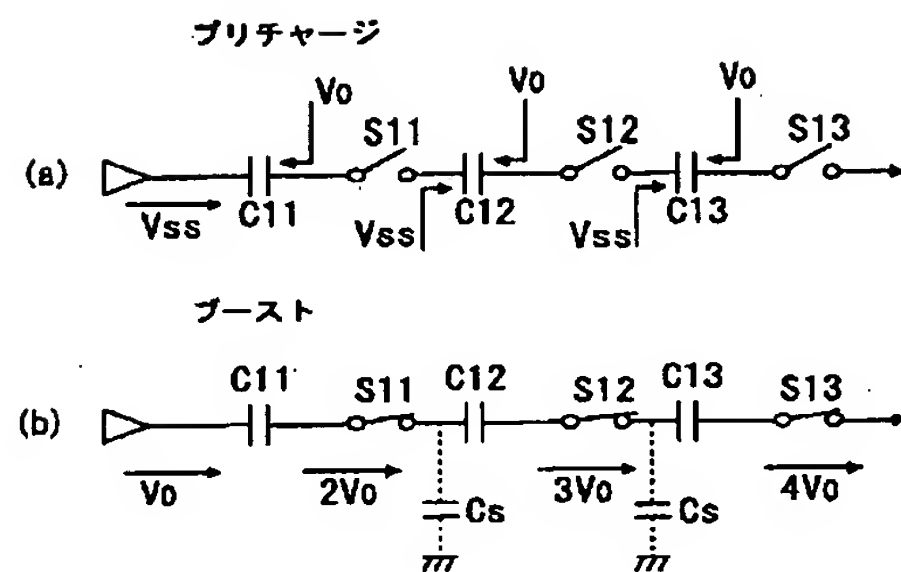 プリチャージ
Vo Vo Vo
S11 S12 S13
(a)
Vss C11 Vss C12 Vss C13
ブースト
C11 S11 C12 S12 C13 S13
(b)
Vo 2Vo 3Vo 4Vo
Cs Cs